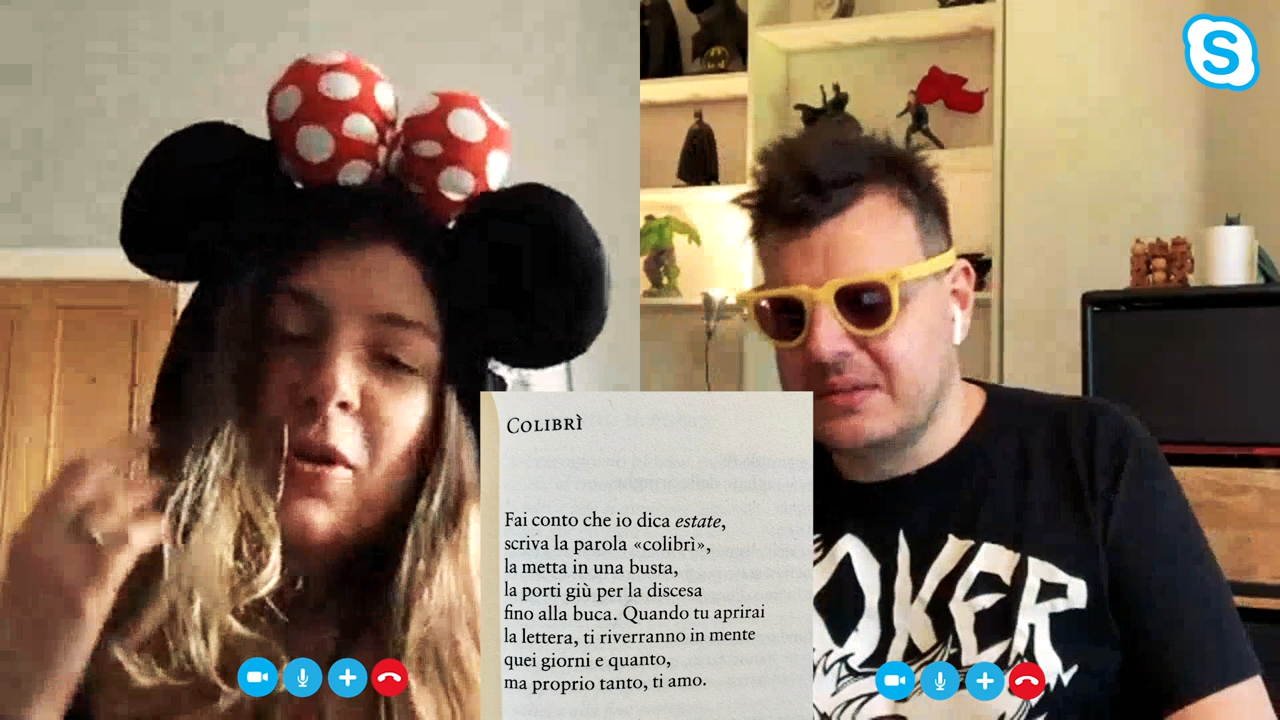 S
COLIBRÌ
Fai conto che io dica estate,
scriva la parola «colibrì»,
la metta in una busta,
la porti giù per la discesa
fino alla buca. Quando tu aprirai
la lettera, ti riverranno in mente
quei giorni e quanto,
ma proprio tanto, ti amo.
OKER